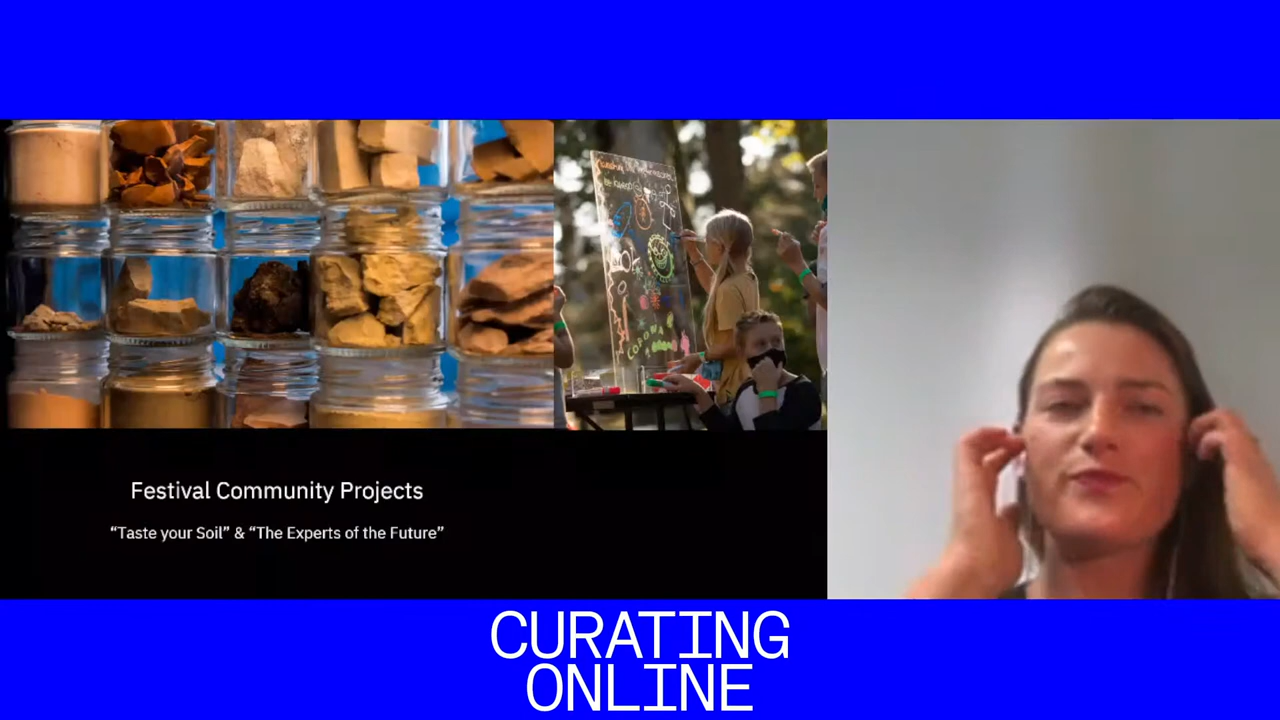 Festival Community Projects
“Taste your Soil” & “The Experts of the Future”
CURATING
ONLINE